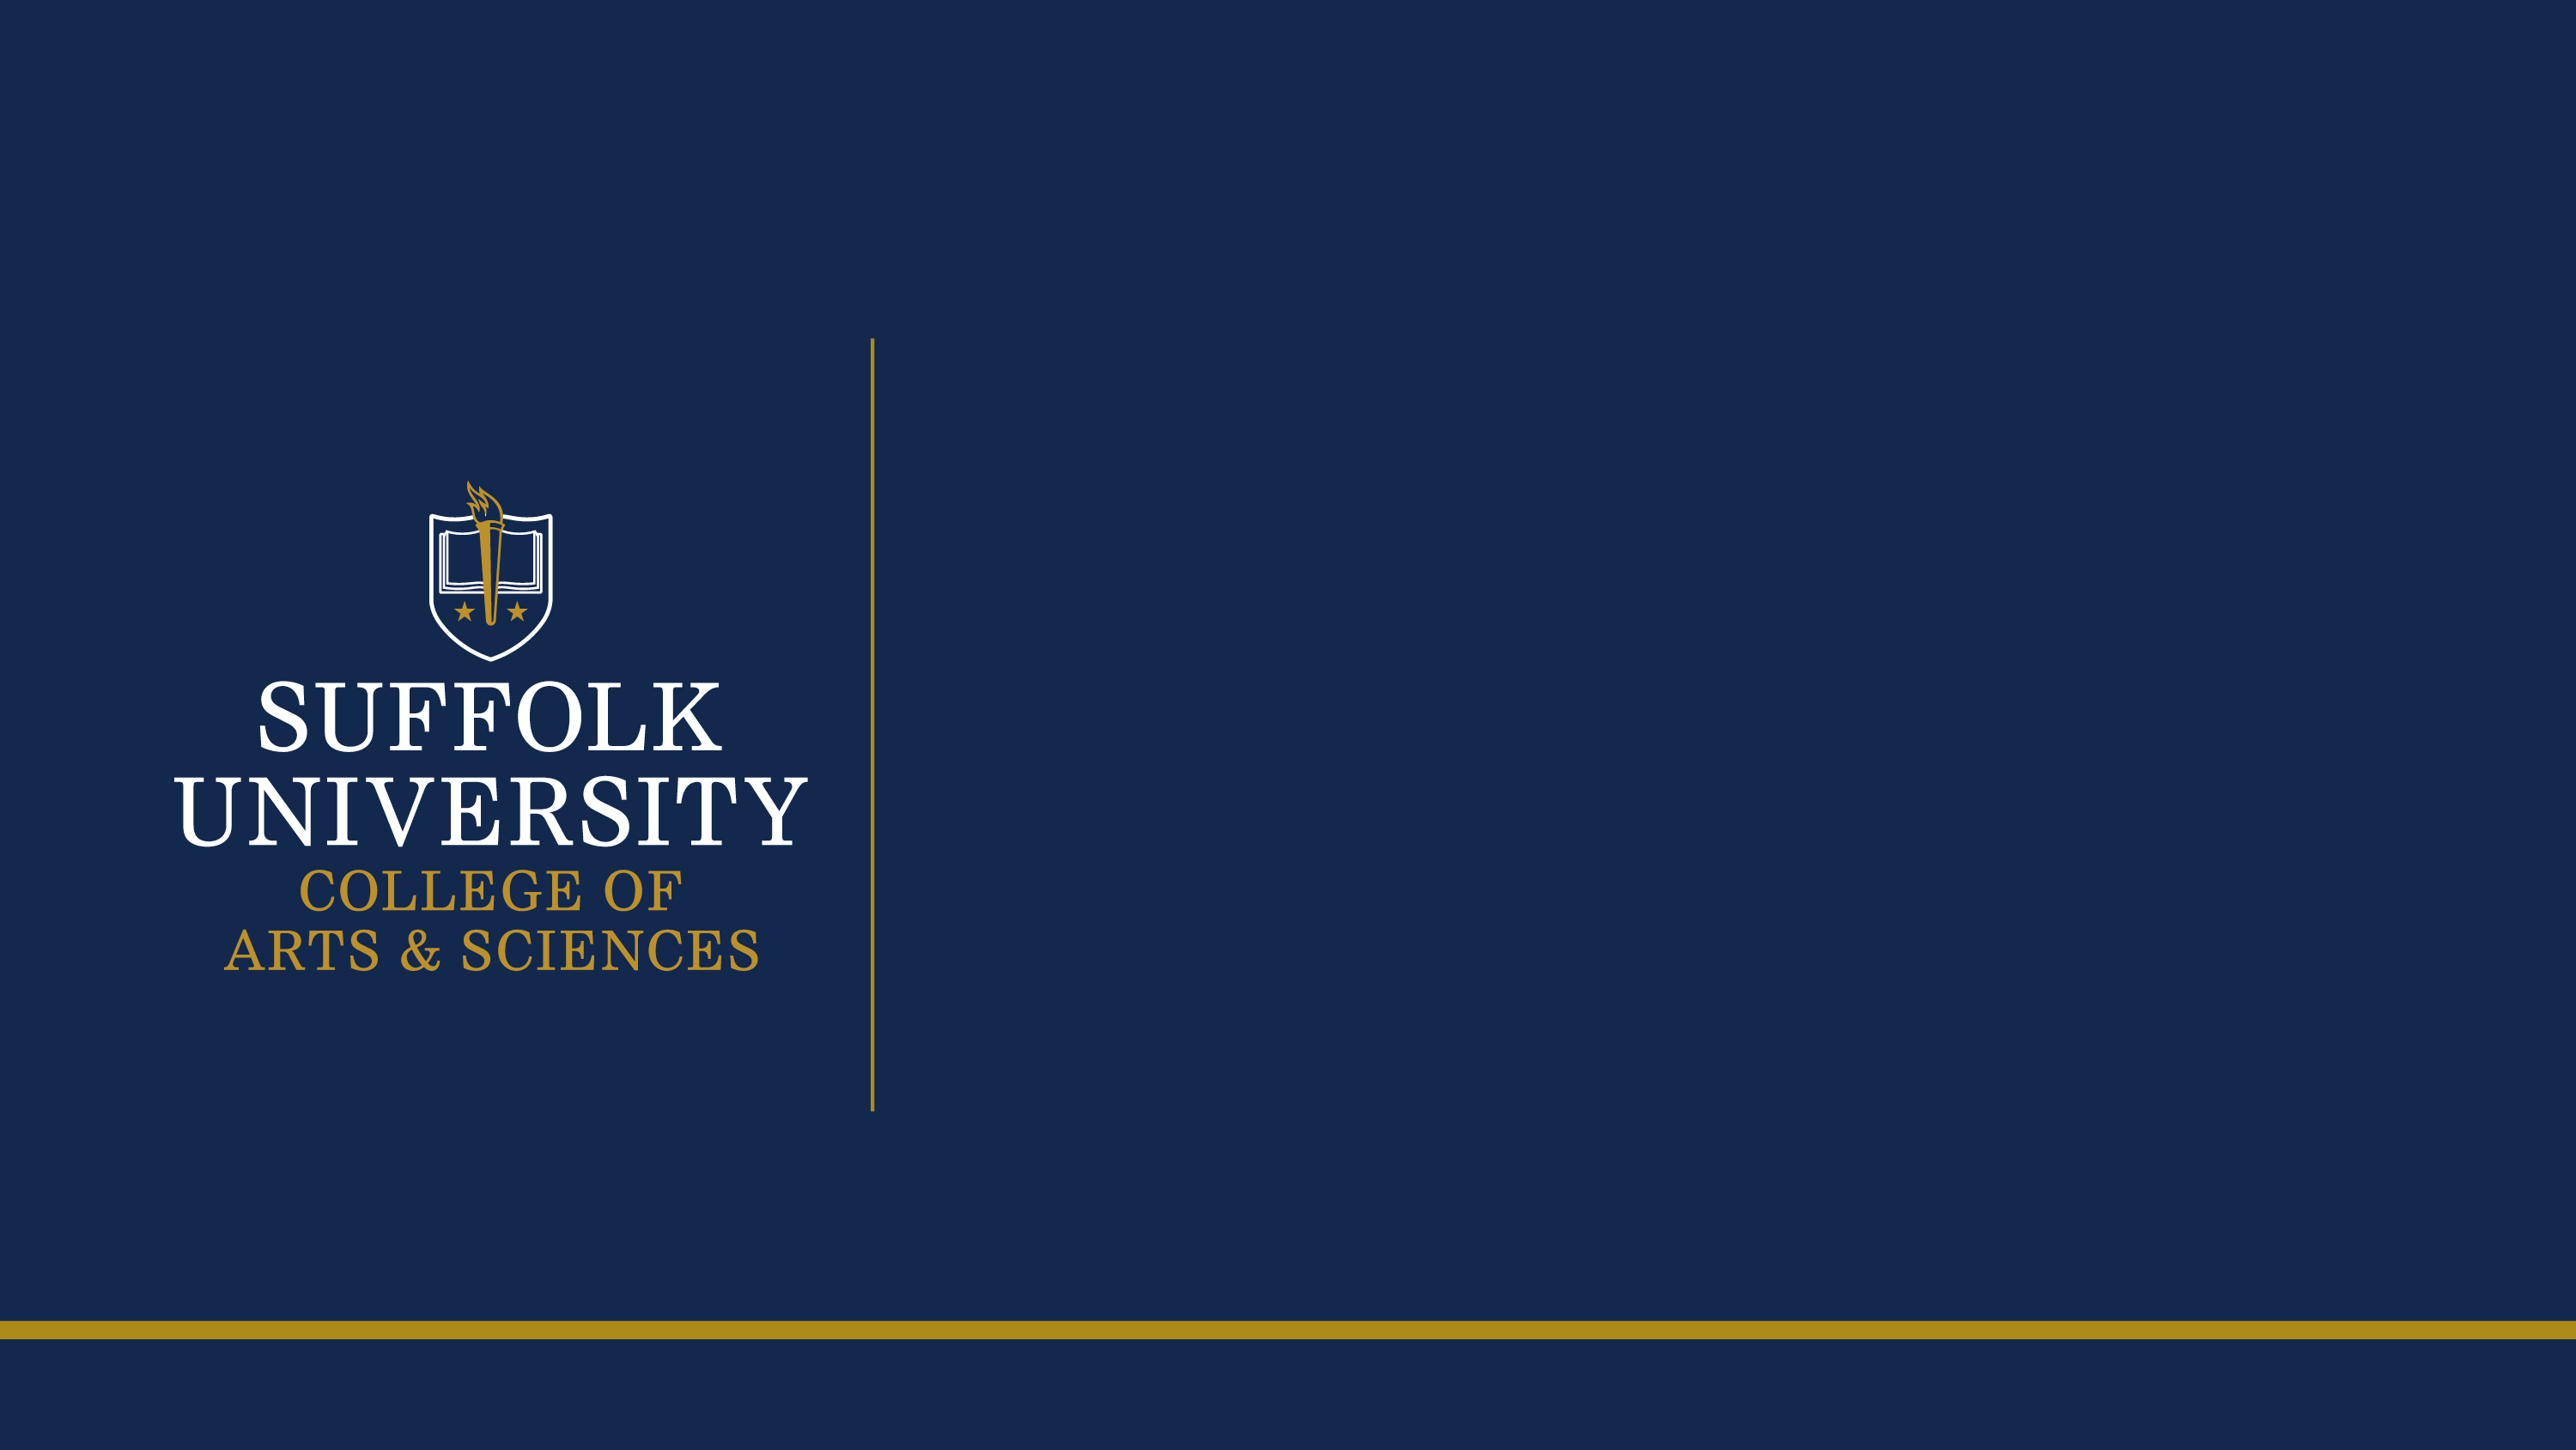 SUFFOLK
UNIVERSITY
COLLEGE OF
ARTS & SCIENCES